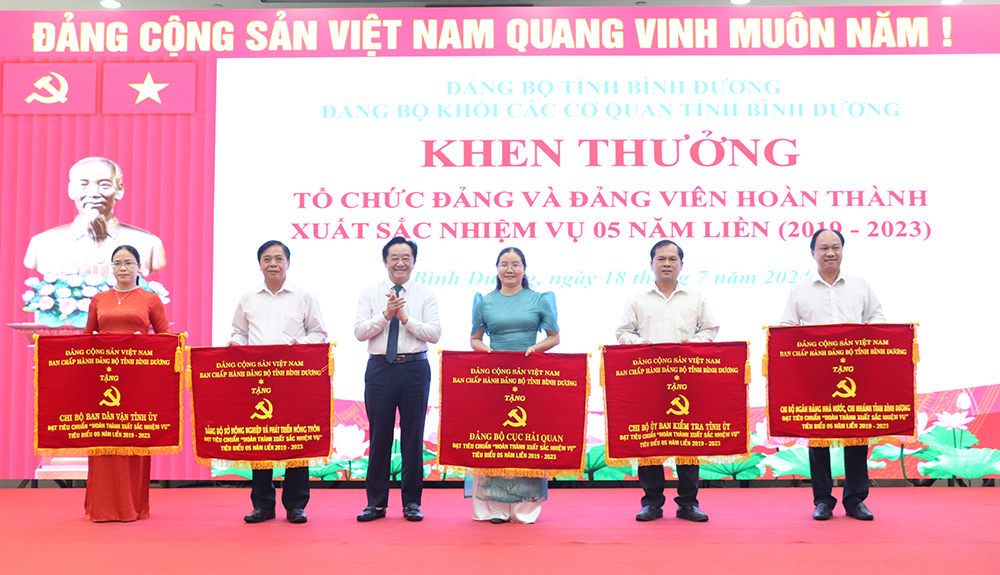 ĐẢNG CỘNG SẢN VIỆT NAM QUANG VINH MUÔN NĂM !
ĐẢNG BỘ TỈNH BÌNH DƯƠNG
ĐẢNG BỘ KHỐI CÁC CƠ QUAN TỈNH BÌNH DƯƠNG
KHEN THƯỞNG
TỔ CHỨC ĐẢNG VÀ ĐẢNG VIÊN HOÀN THÀNH
XUẤT SẮC NHIỆM VỤ 05 NĂM LIỀN (2019 - 2023)
Bình Dương, ngày 18 tháng 7 năm 2024
ĐẢNG CỘNG SẢN VIỆT NAM
BAN CHẤP HÀNH ĐẢNG BỘ TỈNH BÌNH DƯƠNG
TẶNG
CHI BỘ BAN DÂN VẬN TỈNH ỦY
ĐẠT TIÊU CHUẨN "HOÀN THÀNH XUẤT SẮC NHIỆM VỤ"
TIÊU BIỂU 05 NĂM LIỀN 2019 - 2023
ĐẢNG CỘNG SẢN VIỆT NAM
BAN CHẤP HÀNH ĐẢNG BỘ TỈNH BÌNH DƯƠNG
TẶNG
ĐẢNG BỘ SỞ NÔNG NGHIỆP VÀ PHÁT TRIỂN NÔNG THÔN
ĐẠT TIÊU CHUẨN "HOÀN THÀNH XUẤT SẮC NHIỆM VỤ"
TIÊU BIỂU 05 NĂM LIỀN 2019 - 2023
ĐẢNG CỘNG SẢN VIỆT NAM
BAN CHẤP HÀNH ĐẢNG BỘ TỈNH BÌNH DƯƠNG
TẶNG
ĐẢNG BỘ CỤC HẢI QUAN
ĐẠT TIÊU CHUẨN "HOÀN THÀNH XUẤT SẮC NHIỆM VỤ"
TIÊU BIỂU 05 NĂM LIỀN 2019 - 2023
ĐẢNG CỘNG SẢN VIỆT NAM
BAN CHẤP HÀNH ĐẢNG BỘ TỈNH BÌNH DƯƠNG
TẶNG
CHI BỘ ỦY BAN KIỂM TRA TỈNH ỦY
ĐẠT TIÊU CHUẨN "HOÀN THÀNH XUẤT SẮC NHIỆM VỤ"
TIÊU BIỂU 05 NĂM LIỀN 2019 - 2023
ĐẢNG CỘNG SẢN VIỆT NAM
BAN CHẤP HÀNH ĐẢNG BỘ TỈNH BÌNH DƯƠNG
TẶNG
CHI BỘ NGÂN HÀNG NHÀ NƯỚC, CHI NHÁNH TỈNH BÌNH DƯƠNG
ĐẠT TIÊU CHUẨN "HOÀN THÀNH XUẤT SẮC NHIỆM VỤ"
TIÊU BIỂU 05 NĂM LIỀN 2019 - 2023